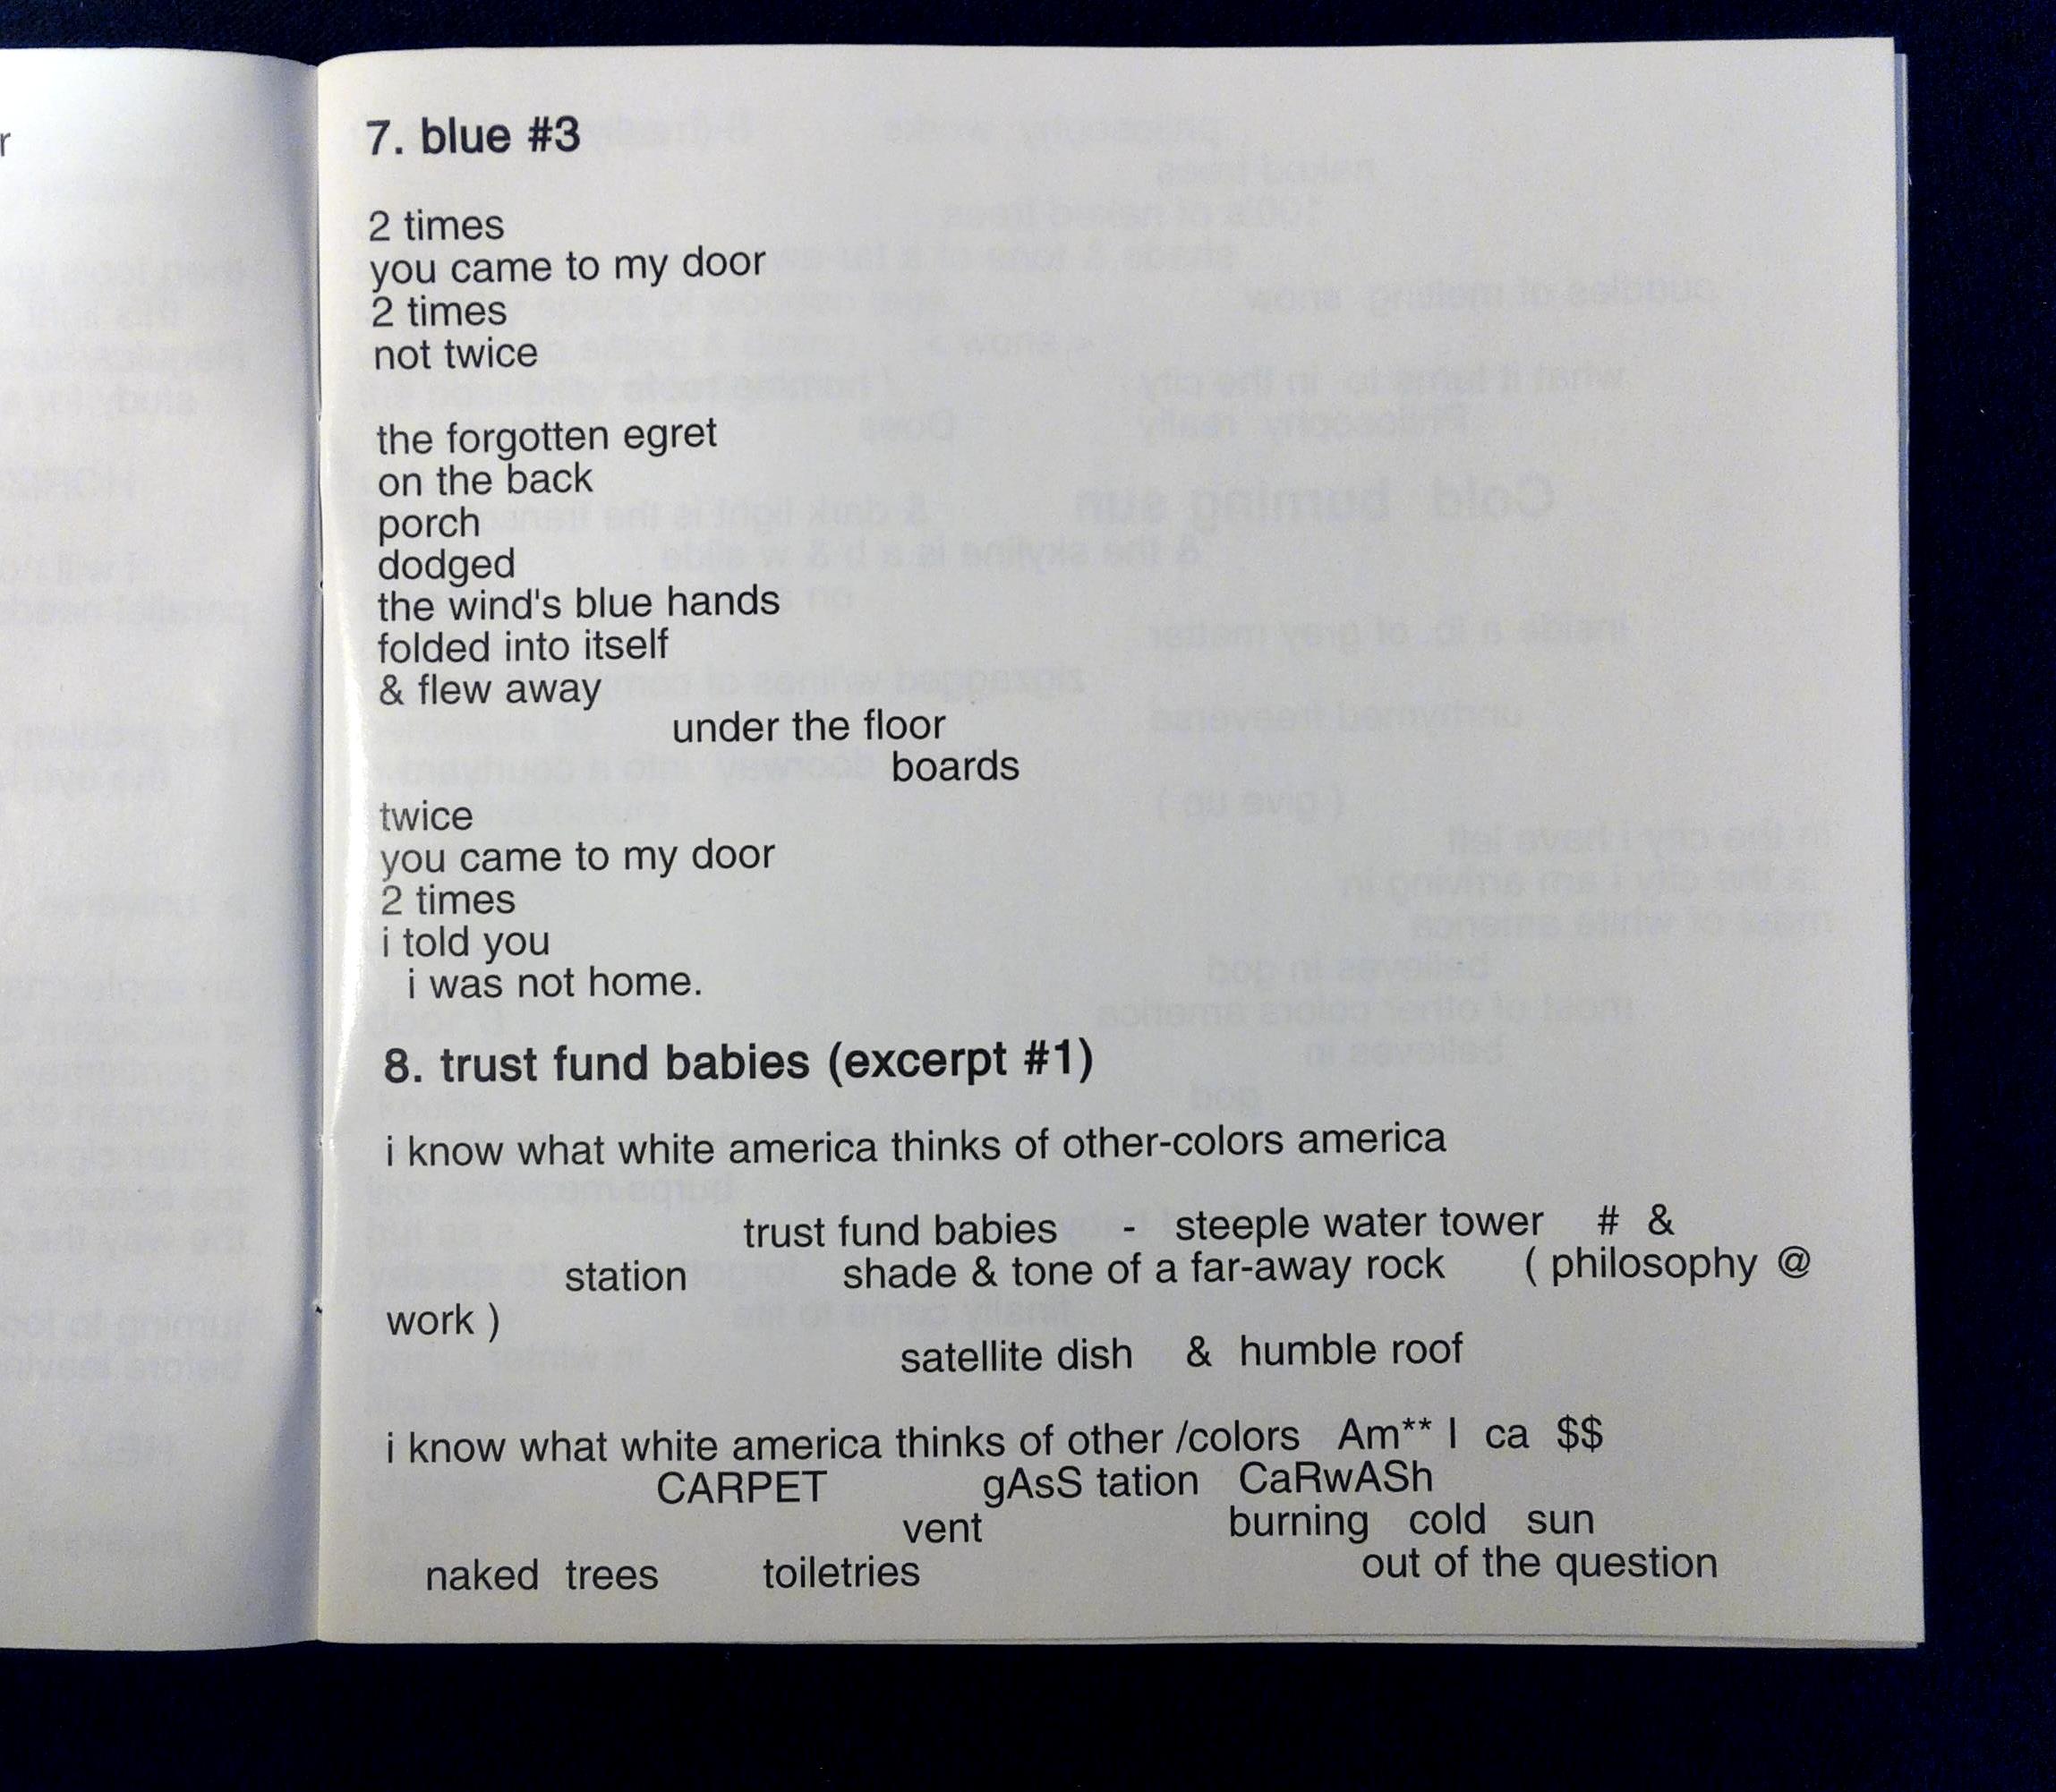 r
7. blue #3
2 times
you came to my door
2 times
not twice
the forgotten egret
on the back
porch
dodged
the wind's blue hands
folded into itself
& flew away
under the floor
boards
twice
you came to my door
2 times
i told you
i was not home.
8. trust fund babies (excerpt #1)
i know what white america thinks of other-colors america
trust fund babies - steeple water tower # &
station shade & tone of a far-away rock ( philosophy @
work )
satellite dish & humble roof
i know what white america thinks of other /colors Am** I ca $$
CARPET gAsS tation CaRwASh
vent burning cold sun
naked trees toiletries out of the question